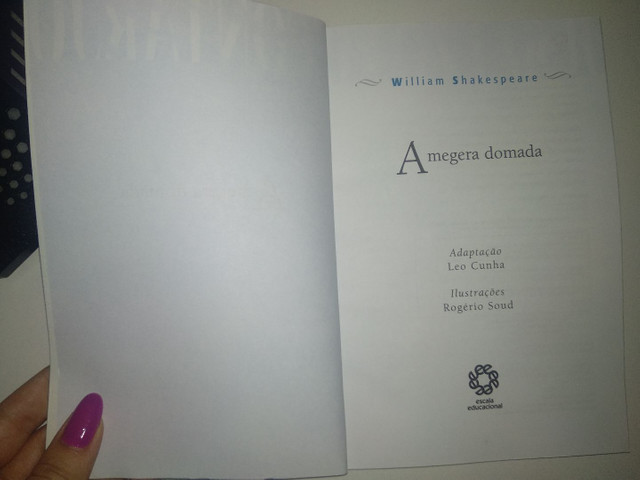 William Shakespeare
A megera domada
Adaptação
Leo Cunha
Ilustrações
Rogério Soud
escala
educacional